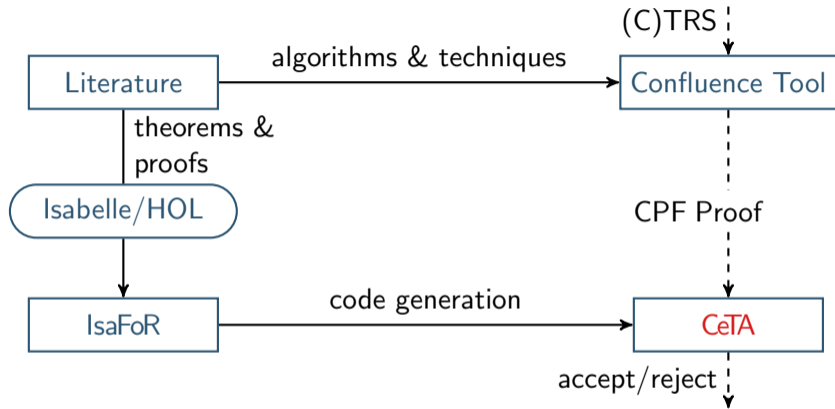 (C)TRS
algorithms & techniques
Literature
Confluence Tool
theorems &
proofs
Isabelle/HOL
CPF Proof
code generation
IsaFoR
CeTA
accept/reject